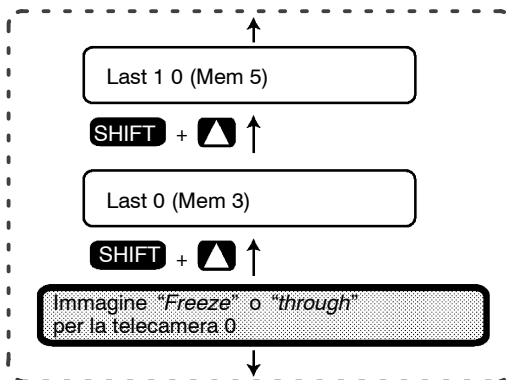 Last 1 0 (Mem 5)
SHIFT +
Last 0 (Mem 3)
SHIFT +
Immagine “Freeze” o “through”
per la telecamera 0